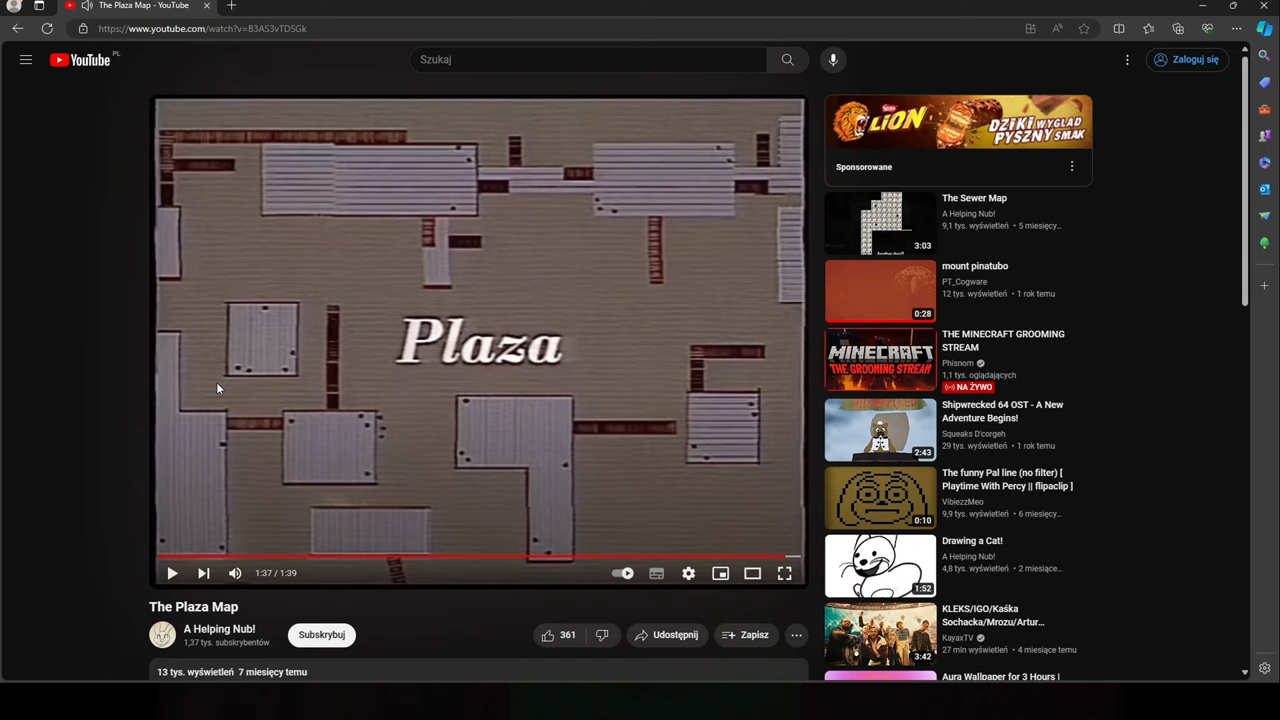 The Plaza Map - YouTube
https://www.youtube.com/watch?v=B3AS3vTDSGk
YouTube PL
Szukaj
Zaloguj się
Plaza
1:37 / 1:39
The Plaza Map
A Helping Nub!
1,37 tys. subskrybentów
Subskrybuj
361
Udostępnij
Zapisz
13 tys. wyświetleń 7 miesięcy temu
Nestlé
LION
DZIKI WYGLĄD
PYSZNY SMAK
Sponsorowane
Another door?
3:03
The Sewer Map
A Helping Nub!
9,1 tys. wyświetleń • 5 miesięcy...
0:28
mount pinatubo
PT_Cogware
12 tys. wyświetleń • 1 rok temu
MINECRAFT
THE GROOMING STREAM
THE MINECRAFT GROOMING
STREAM
Phisnom
1,1 tys. oglądających
NA ŻYWO
2:43
Shipwrecked 64 OST - A New
Adventure Begins!
Squeaks D'corgeh
29 tys. wyświetleń • 1 rok temu
0:10
The funny Pal line (no filter) [
Playtime With Percy || flipaclip ]
VibiezzMeo
9,9 tys. wyświetleń • 6 miesięcy...
1:52
Drawing a Cat!
A Helping Nub!
4,8 tys. wyświetleń • 2 miesiące...
3:42
KLEKS/IGO/Kaśka
Sochacka/Mrozu/Artur...
KayaxTV
27 mln wyświetleń • 4 miesiące temu
Aura Wallpaper for 3 Hours |